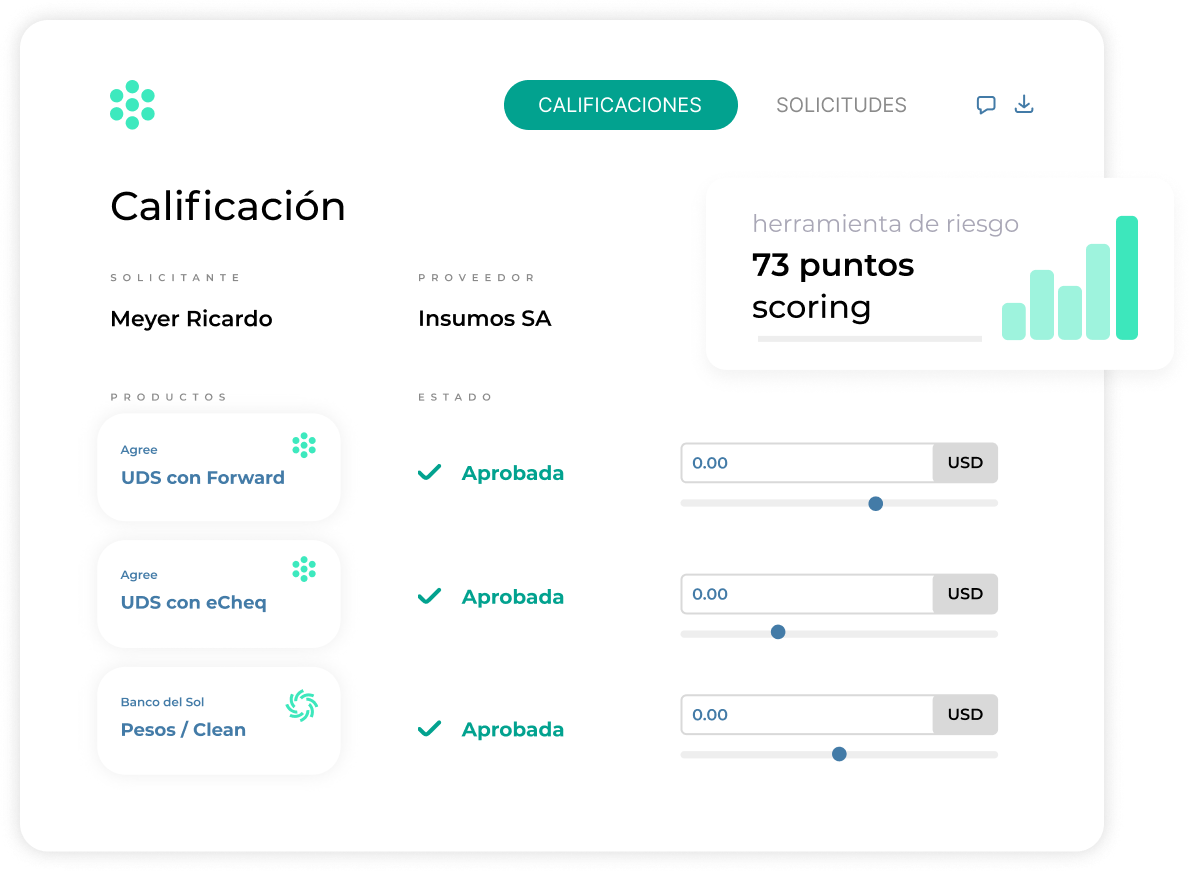 CALIFICACIONES
SOLICITUDES
Calificación
herramienta de riesgo
73 puntos
scoring
SOLICITANTE
PROVEEDOR
Meyer Ricardo
Insumos SA
PRODUCTOS
ESTADO
Agree
UDS con Forward
Aprobada
0.00
USD
Agree
UDS con eCheq
Aprobada
0.00
USD
Banco del Sol
Pesos / Clean
Aprobada
0.00
USD